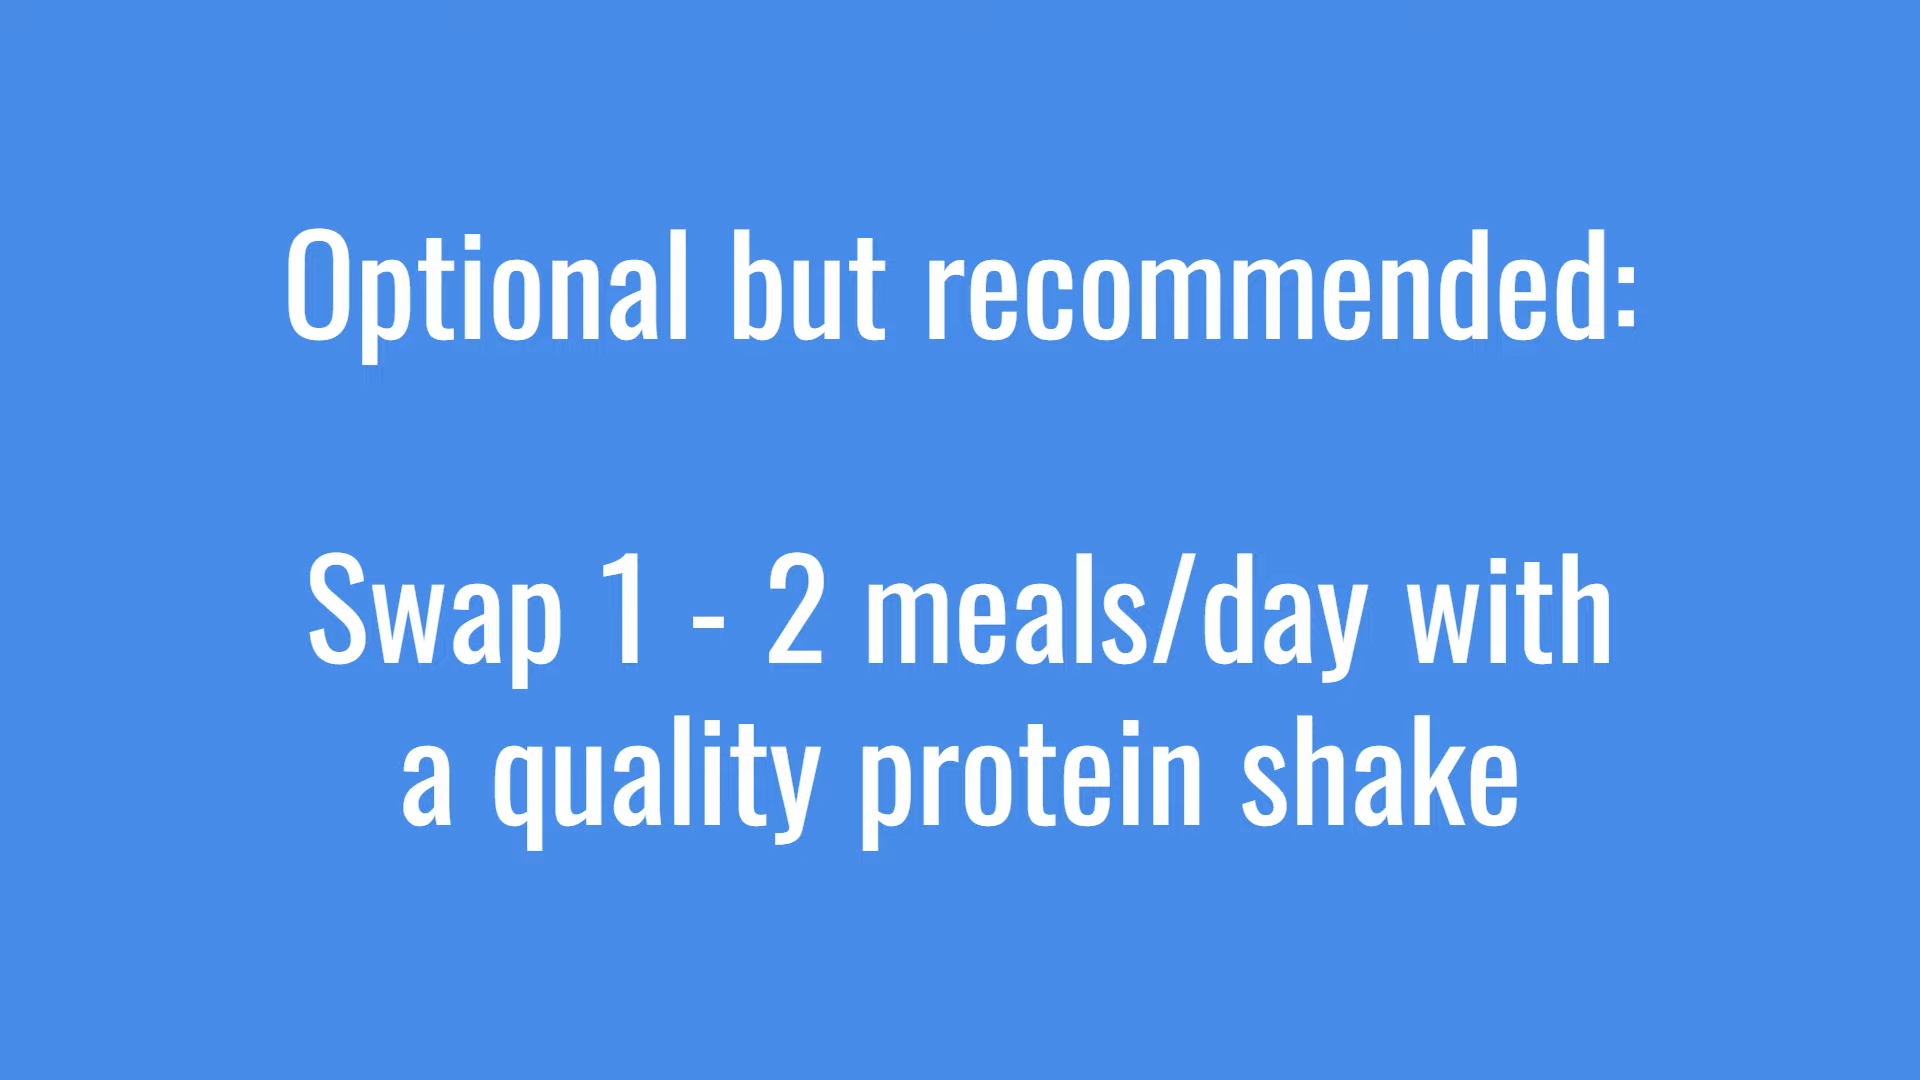 Optional but recommended:
Swap 1 - 2 meals/day with
a quality protein shake